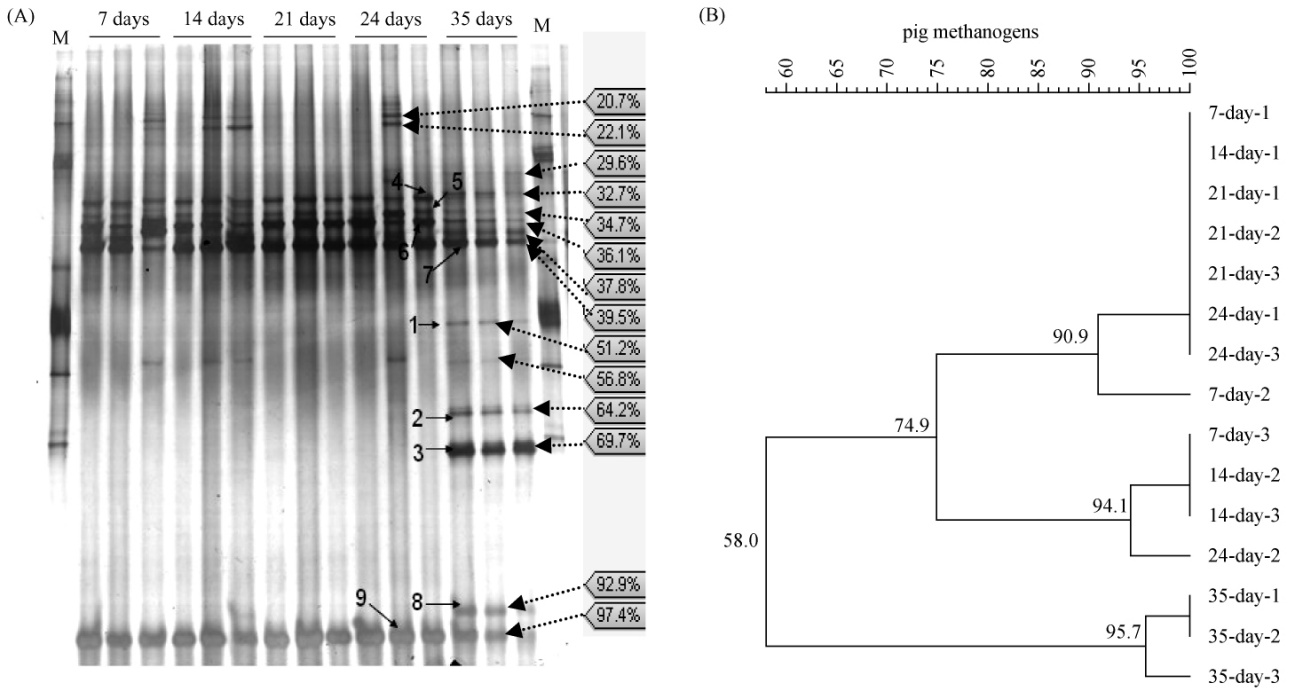 (A)
M
7 days
14 days
21 days
24 days
35 days
M
20.7%
22.1%
29.6%
32.7%
34.7%
36.1%
37.8%
39.5%
51.2%
56.8%
64.2%
69.7%
92.9%
97.4%
4
5
6
7
1
2
3
8
9
(B)
pig methanogens
60
65
70
75
80
85
90
95
100
7-day-1
14-day-1
21-day-1
21-day-2
21-day-3
24-day-1
90.9
24-day-3
7-day-2
74.9
7-day-3
14-day-2
94.1
14-day-3
24-day-2
58.0
35-day-1
95.7
35-day-2
35-day-3